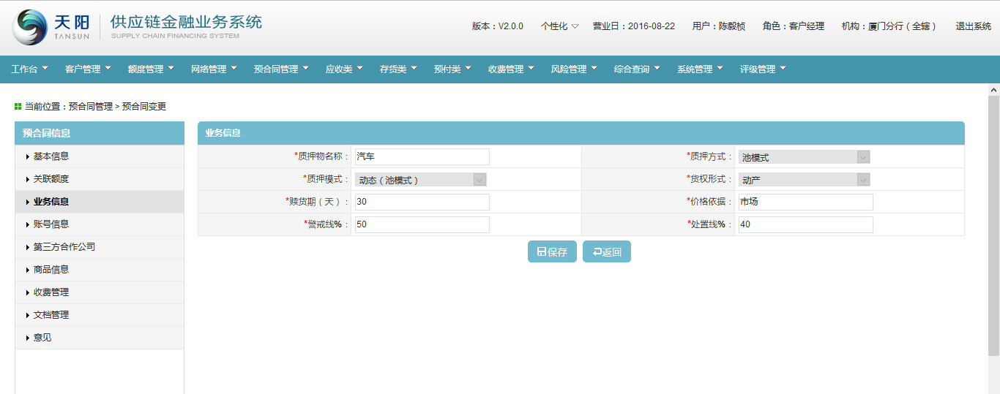 天阳 供应链金融业务系统
TANSUN SUPPLY CHAIN FINANCING SYSTEM
版本：V2.0.0 个性化 营业日：2016-08-22 用户：陈毅桢 角色：客户经理 机构：厦门分行（全辖） 退出系统
工作台 客户管理 额度管理 网络管理 预合同管理 应收类 存货类 预付类 收费管理 风险管理 综合查询 系统管理 评级管理
当前位置：预合同管理 > 预合同变更
预合同信息
基本信息
关联额度
业务信息
账号信息
第三方合作公司
商品信息
收费管理
文档管理
意见
业务信息
*质押物名称： 汽车 *质押方式： 池模式
*质押模式： 动态（池模式） *货权形式： 动产
*赎货期（天）： 30 *价格依据： 市场
*警戒线%： 50 *处置线%： 40
保存 返回